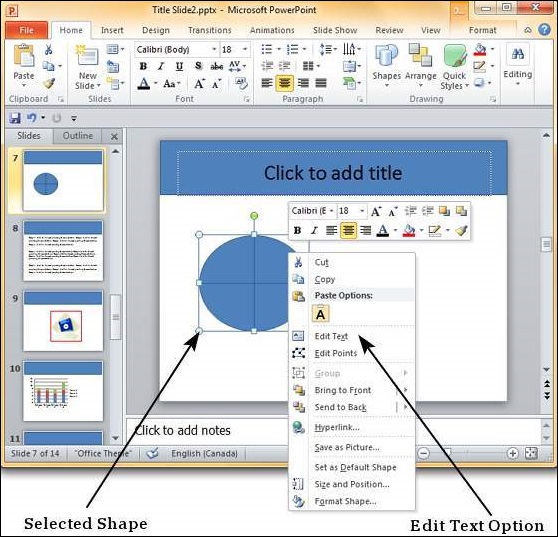 Title Slide2.pptx - Microsoft PowerPoint
File Home Insert Design Transitions Animations Slide Show Review View Add-Ins Format
Calibri (Body) 18
Paste
New
Slide
Shapes Arrange Quick
Styles
Editing
Clipboard Slides Font Paragraph Drawing
Slides Outline
7
8
9
10
11
Click to add title
Calibri (E 18
Cut
Copy
Paste Options:
Edit Text
Edit Points
Group
Bring to Front
Send to Back
Hyperlink...
Save as Picture...
Set as Default Shape
Size and Position...
Format Shape...
Click to add notes
Slide 7 of 14 "Office Theme" English (Canada)
Selected Shape
Edit Text Option